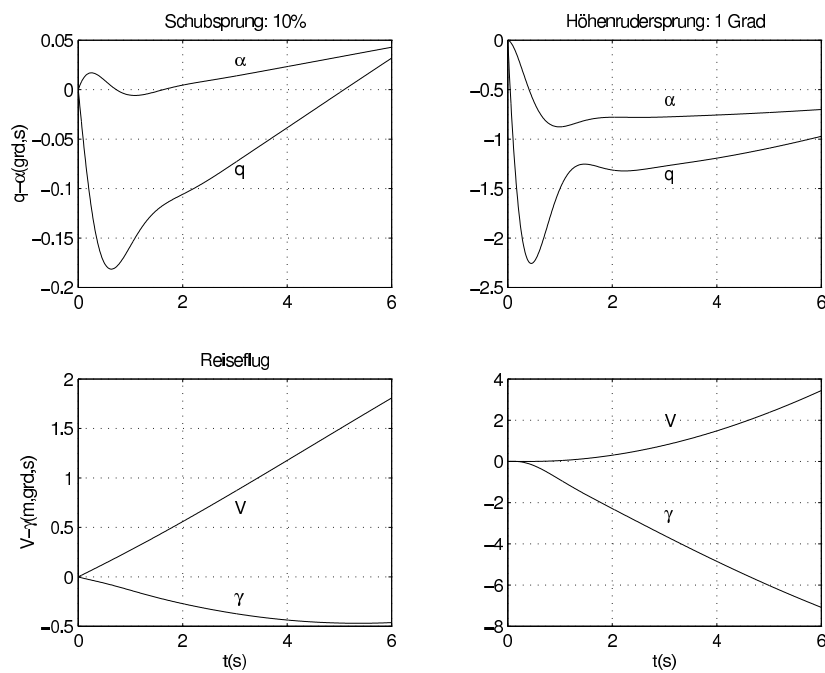 Schubsprung: 10%
0.05
0
−0.05
−0.1
−0.15
−0.2
q−α(grd,s)
α
q
0 2 4 6
Höhenrudersprung: 1 Grad
0
−0.5
−1
−1.5
−2
−2.5
α
q
0 2 4 6
Reiseflug
2
1.5
1
0.5
0
−0.5
V−γ(m,grd,s)
V
γ
0 2 4 6
t(s)
4
2
0
−2
−4
−6
−8
V
γ
0 2 4 6
t(s)